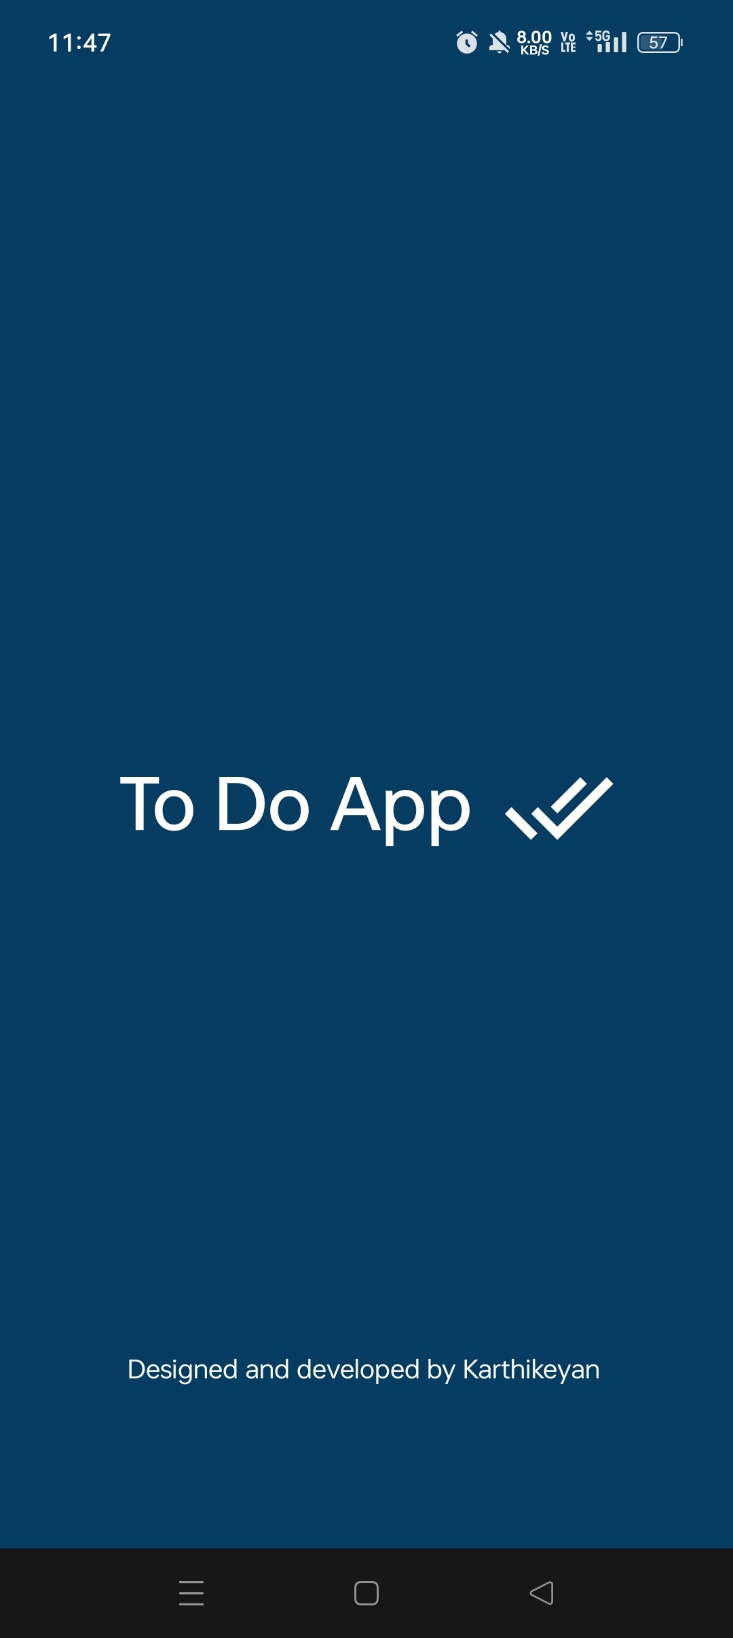 11:47
8.00 KB/S Vo LTE 5G 57
To Do App
Designed and developed by Karthikeyan